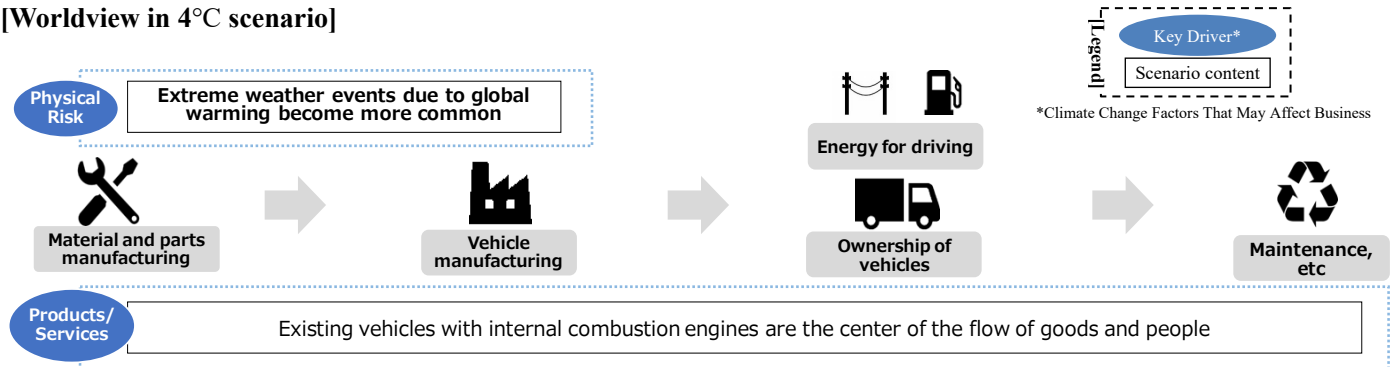 [Worldview in 4℃ scenario]
[Legend]
Key Driver*
Scenario content
*Climate Change Factors That May Affect Business
Physical
Risk
Extreme weather events due to global
warming become more common
Energy for driving
Material and parts
manufacturing
Vehicle
manufacturing
Ownership of
vehicles
Maintenance,
etc
Products/
Services
Existing vehicles with internal combustion engines are the center of the flow of goods and people